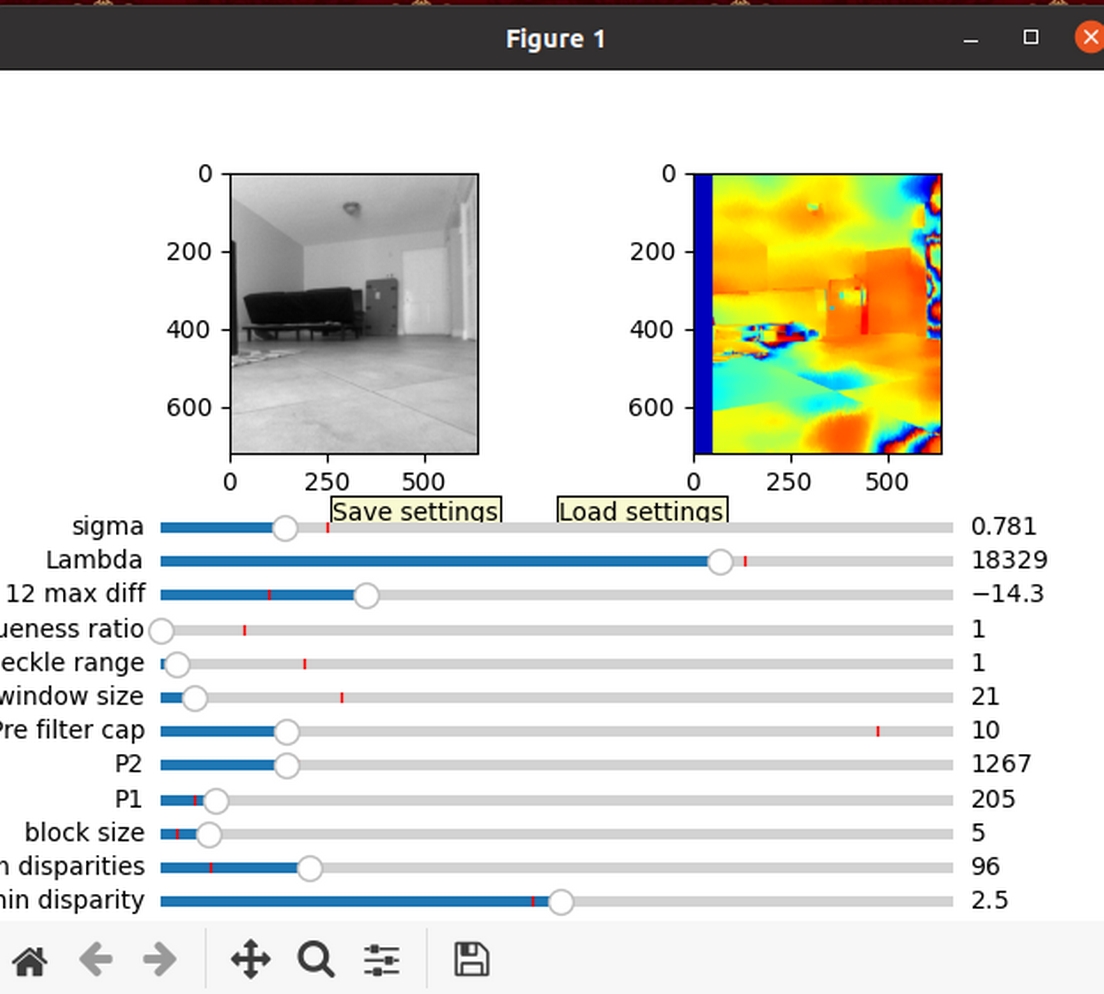 Figure 1
0
200
400
600
0 250 500
0
200
400
600
0 250 500
Save settings Load settings
sigma 0.781
Lambda 18329
12 max diff −14.3
ueness ratio 1
eckle range 1
window size 21
Pre filter cap 10
P2 1267
P1 205
block size 5
disparities 96
in disparity 2.5